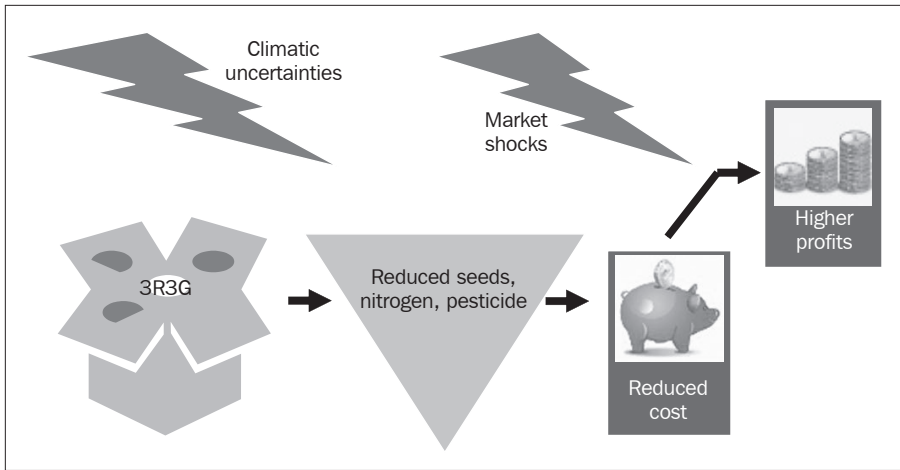 Climatic
uncertainties
Market
shocks
Higher
profits
3R3G
Reduced seeds,
nitrogen, pesticide
Reduced
cost